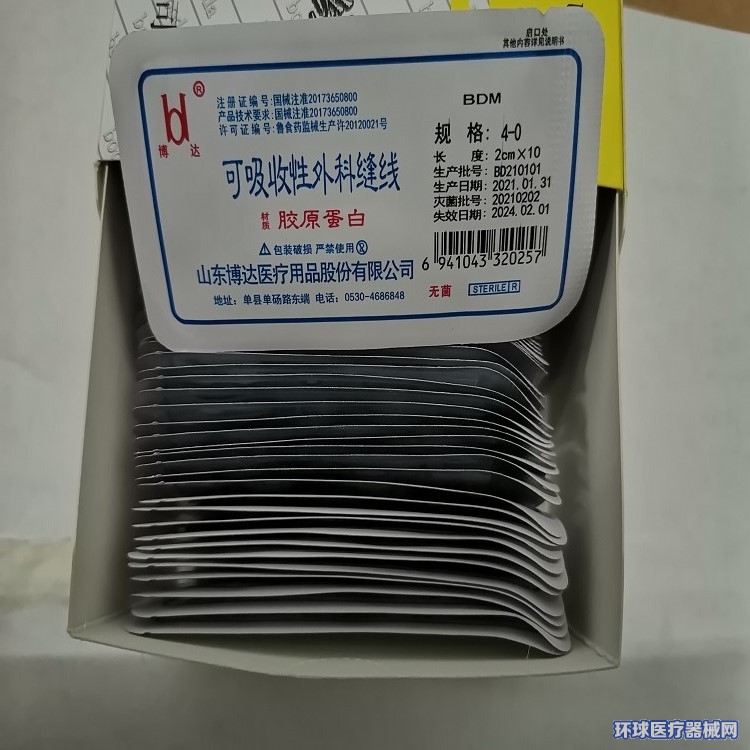 司
启口处
其他内容详见说明书
bd®
博 达
注册证编号:国械注准20173650800
产品技术要求:国械注准20173650800
许可证编号:鲁食药监械生产许20120021号
可吸收性外科缝线
材质 胶原蛋白
包装破损 严禁使用
山东博达医疗用品股份有限公司
地址: 单县单砀路东端 电话: 0530-4686848
BDM
规 格: 4-0
长 度: 2cm×10
生产批号: BD210101
生产日期: 2021.01.31
灭菌批号: 20210202
失效日期: 2024.02.01
6 941043 320257
无菌 STERILE R
环球医疗器械网